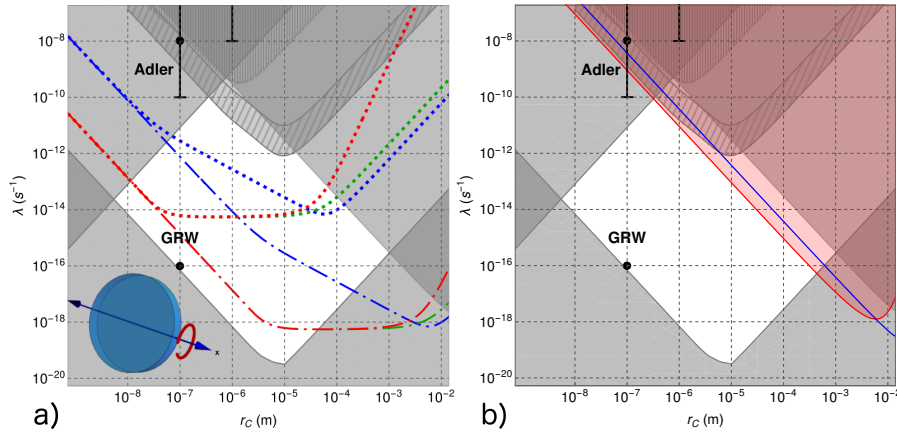 10⁻⁸
10⁻¹⁰
10⁻¹²
10⁻¹⁴
10⁻¹⁶
10⁻¹⁸
10⁻²⁰
λ (s⁻¹)
Adler
GRW
x
10⁻⁸ 10⁻⁷ 10⁻⁶ 10⁻⁵ 10⁻⁴ 10⁻³ 10⁻²
r_C (m)
a)
10⁻⁸
10⁻¹⁰
10⁻¹²
10⁻¹⁴
10⁻¹⁶
10⁻¹⁸
10⁻²⁰
λ (s⁻¹)
Adler
GRW
10⁻⁸ 10⁻⁷ 10⁻⁶ 10⁻⁵ 10⁻⁴ 10⁻³ 10⁻²
r_C (m)
b)